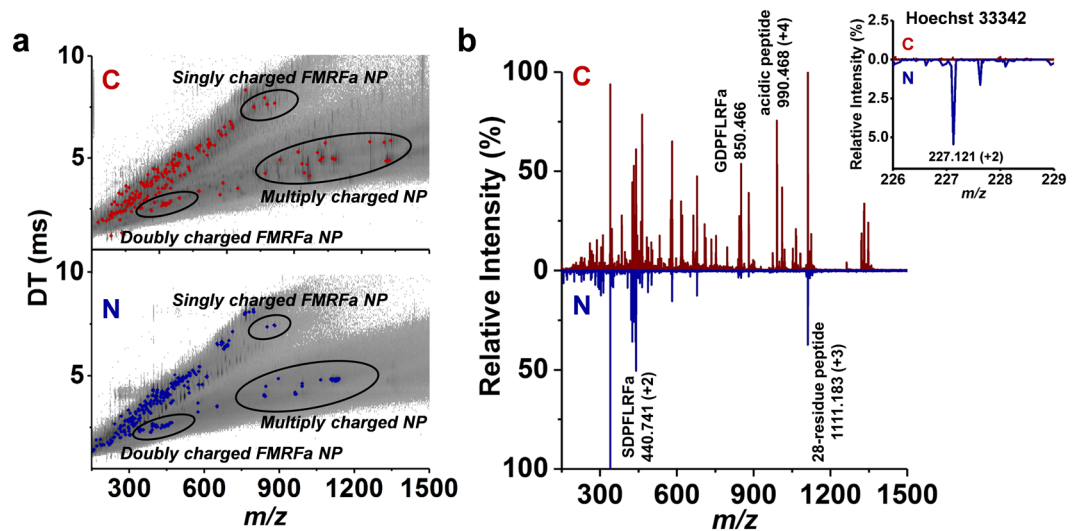 a
10
C
Singly charged FMRFa NP
5
Multiply charged NP
Doubly charged FMRFa NP
DT (ms)
10
N
Singly charged FMRFa NP
5
Multiply charged NP
Doubly charged FMRFa NP
300 600 900 1200 1500
m/z
b
C
100
50
0
50
100
Relative Intensity (%)
N
GDPFLRFa
850.466
acidic peptide
990.468 (+4)
SDPFLRFa
440.741 (+2)
28-residue peptide
1111.183 (+3)
300 600 900 1200 1500
m/z
Hoechst 33342
2.5
C
0.0
N
2.5
5.0
Relative Intensity (%)
227.121 (+2)
226 227 228 229
m/z